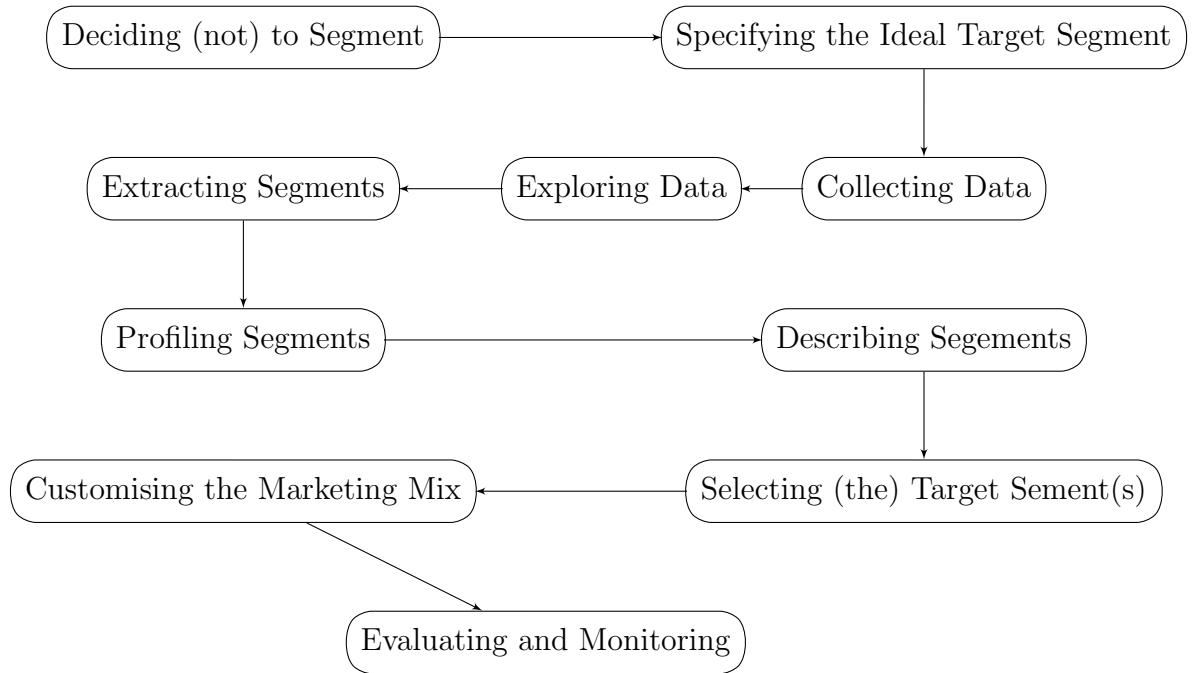 Deciding (not) to Segment
Specifying the Ideal Target Segment
Extracting Segments
Exploring Data
Collecting Data
Profiling Segments
Describing Segements
Customising the Marketing Mix
Selecting (the) Target Sement(s)
Evaluating and Monitoring